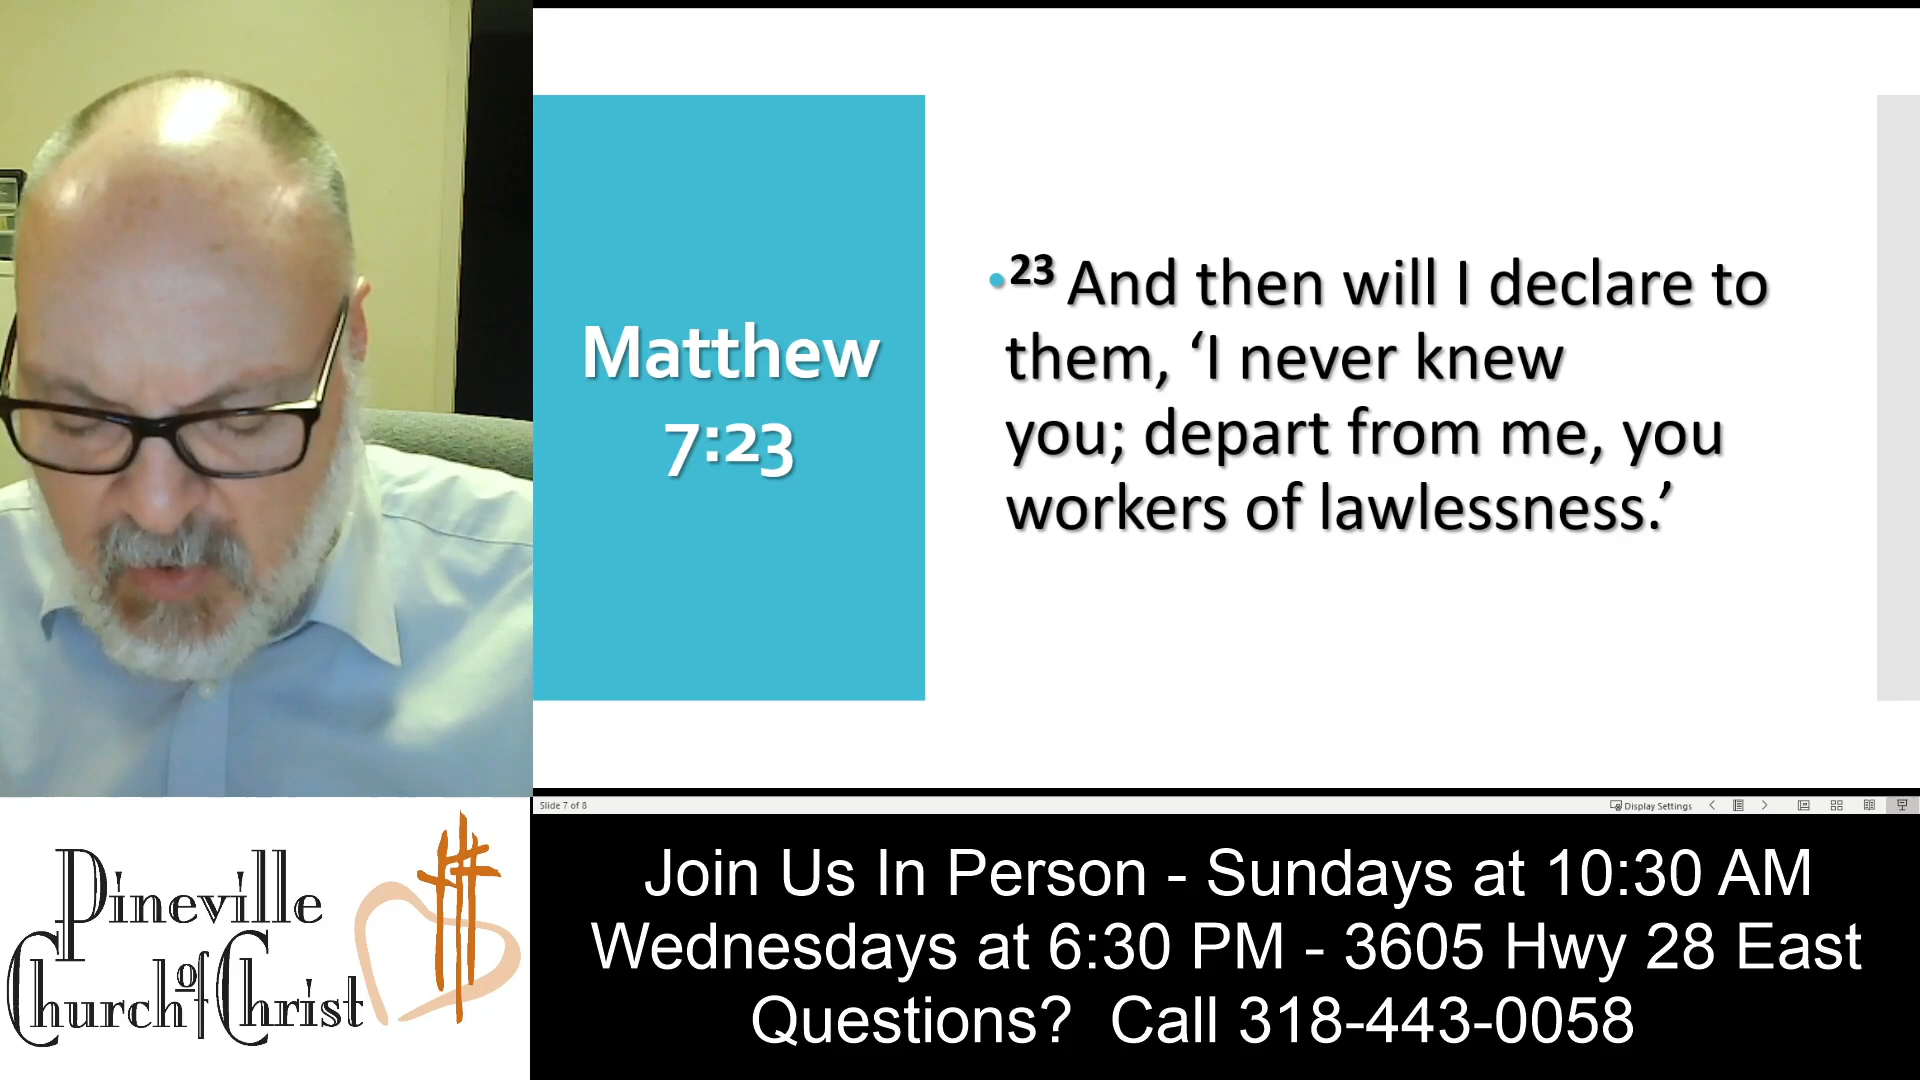 Matthew
7:23
•23 And then will I declare to
them, ‘I never knew
you; depart from me, you
workers of lawlessness.’
Slide 7 of 8
Display Settings
Pineville
Church of Christ
Join Us In Person - Sundays at 10:30 AM
Wednesdays at 6:30 PM - 3605 Hwy 28 East
Questions?  Call 318-443-0058